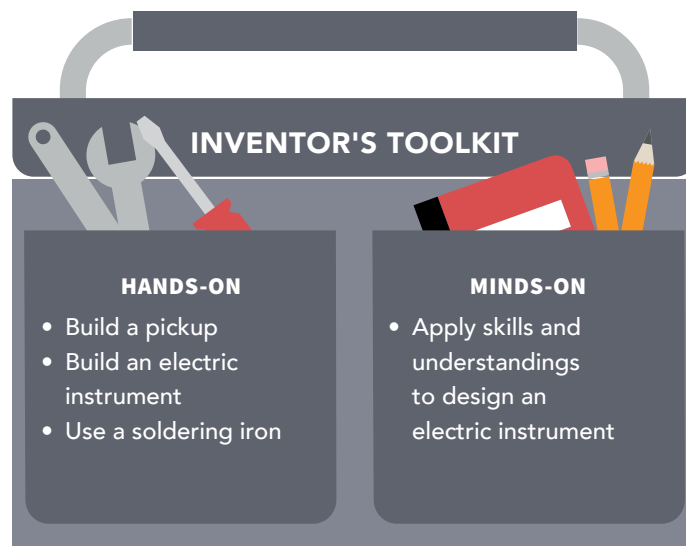 INVENTOR'S TOOLKIT
HANDS-ON
• Build a pickup
• Build an electric
instrument
• Use a soldering iron
MINDS-ON
• Apply skills and
understandings
to design an
electric instrument